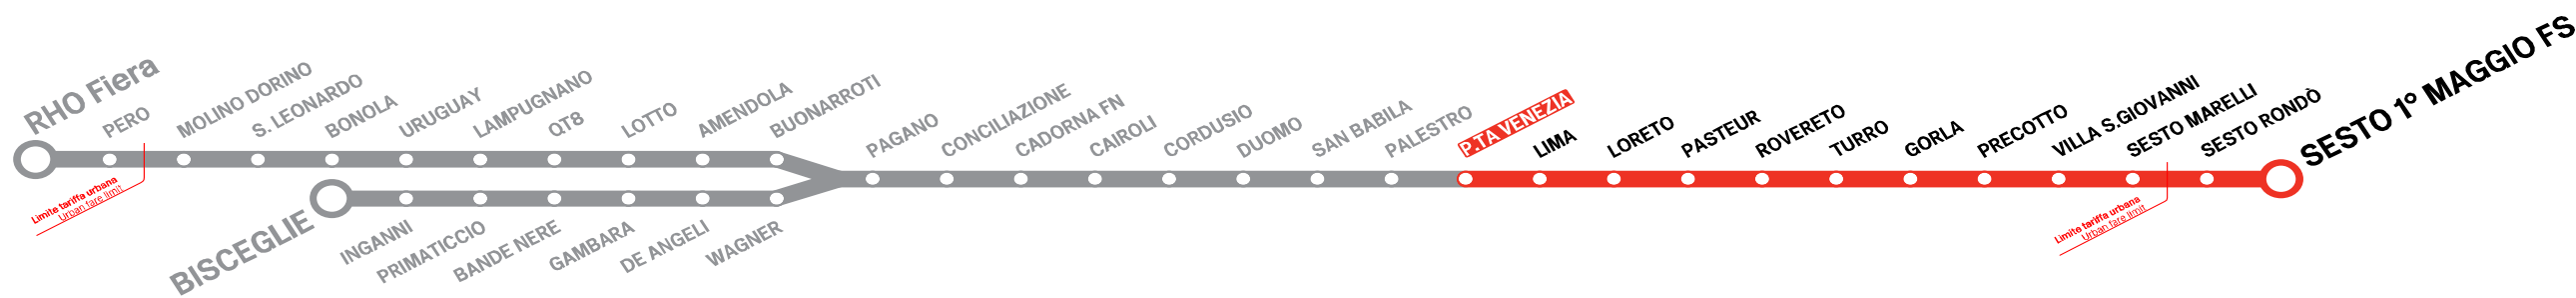 RHO Fiera
PERO
MOLINO DORINO
S. LEONARDO
BONOLA
URUGUAY
LAMPUGNANO
QT8
LOTTO
AMENDOLA
BUONARROTI
Limite tariffa urbana
Urban fare limit
BISCEGLIE
INGANNI
PRIMATICCIO
BANDE NERE
GAMBARA
DE ANGELI
WAGNER
PAGANO
CONCILIAZIONE
CADORNA FN
CAIROLI
CORDUSIO
DUOMO
SAN BABILA
PALESTRO
P.TA VENEZIA
LIMA
LORETO
PASTEUR
ROVERETO
TURRO
GORLA
PRECOTTO
VILLA S.GIOVANNI
SESTO MARELLI
SESTO RONDÒ
SESTO 1° MAGGIO FS
Limite tariffa urbana
Urban fare limit